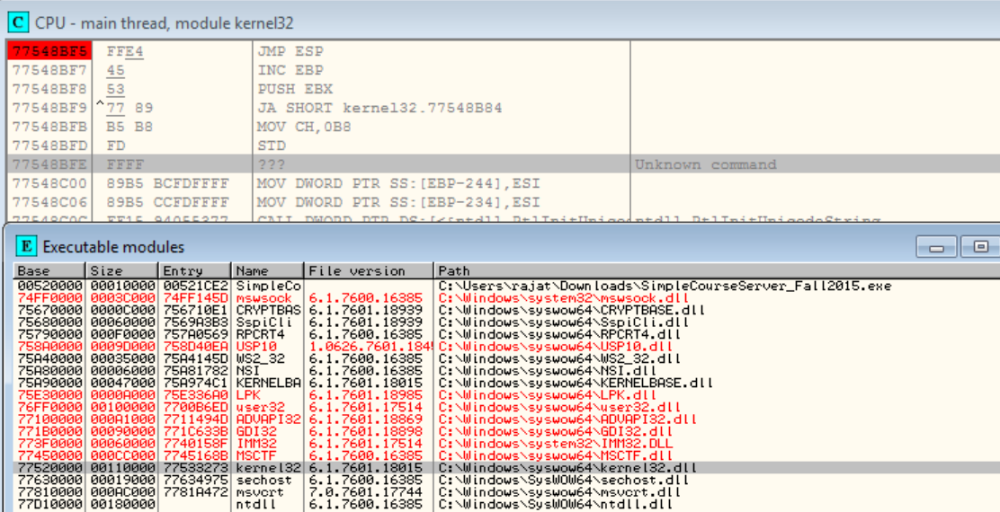 C CPU - main thread, module kernel32
77548BF5 FFE4 JMP ESP
77548BF7 45 INC EBP
77548BF8 53 PUSH EBX
77548BF9 ^77 89 JA SHORT kernel32.77548B84
77548BFB B5 B8 MOV CH,0B8
77548BFD FD STD
77548BFE FFFF ??? Unknown command
77548C00 89B5 BCFDFFFF MOV DWORD PTR SS:[EBP-244],ESI
77548C06 89B5 CCFDFFFF MOV DWORD PTR SS:[EBP-234],ESI
77548C0C FF15 94055377 CALL DWORD PTR DS:[<&ntdll.RtlInitUnico ntdll.RtlInitUnicodeString
E Executable modules
Base Size Entry Name File version Path
00520000 00010000 00521CE2 SimpleCo C:\Users\rajat\Downloads\SimpleCourseServer_Fall2015.exe
74FF0000 0003C000 74FF145D mswsock 6.1.7600.16385 C:\Windows\system32\mswsock.dll
75670000 0000C000 756710E1 CRYPTBAS 6.1.7601.18939 C:\Windows\syswow64\CRYPTBASE.dll
75680000 00060000 7569A3B3 SspiCli 6.1.7601.18939 C:\Windows\syswow64\SspiCli.dll
75790000 000F0000 757A0569 RPCRT4 6.1.7600.16385 C:\Windows\syswow64\RPCRT4.dll
758A0000 0009D000 758D40EA USP10 1.0626.7601.184 C:\Windows\syswow64\USP10.dll
75A40000 00035000 75A4145D WS2_32 6.1.7600.16385 C:\Windows\syswow64\WS2_32.dll
75A80000 00006000 75A81782 NSI 6.1.7600.16385 C:\Windows\syswow64\NSI.dll
75A90000 00047000 75A974C1 KERNELBA 6.1.7601.18015 C:\Windows\syswow64\KERNELBASE.dll
75E30000 0000A000 75E336A0 LPK 6.1.7601.18985 C:\Windows\syswow64\LPK.dll
76FF0000 00100000 7700B6ED user32 6.1.7601.17514 C:\Windows\syswow64\user32.dll
77100000 000A1000 7711494D ADVAPI32 6.1.7601.18869 C:\Windows\syswow64\ADVAPI32.dll
771B0000 00090000 771C633B GDI32 6.1.7601.18898 C:\Windows\syswow64\GDI32.dll
773F0000 00060000 7740158F IMM32 6.1.7601.17514 C:\Windows\system32\IMM32.DLL
77450000 000CC000 7745168B MSCTF 6.1.7600.16385 C:\Windows\syswow64\MSCTF.dll
77520000 00110000 77533273 kernel32 6.1.7601.18015 C:\Windows\syswow64\kernel32.dll
77630000 00019000 77634975 sechost 6.1.7600.16385 C:\Windows\SysWOW64\sechost.dll
77810000 000AC000 7781A472 msvcrt 7.0.7601.17744 C:\Windows\syswow64\msvcrt.dll
77D10000 00180000 ntdll 6.1.7600.16385 C:\Windows\SysWOW64\ntdll.dll